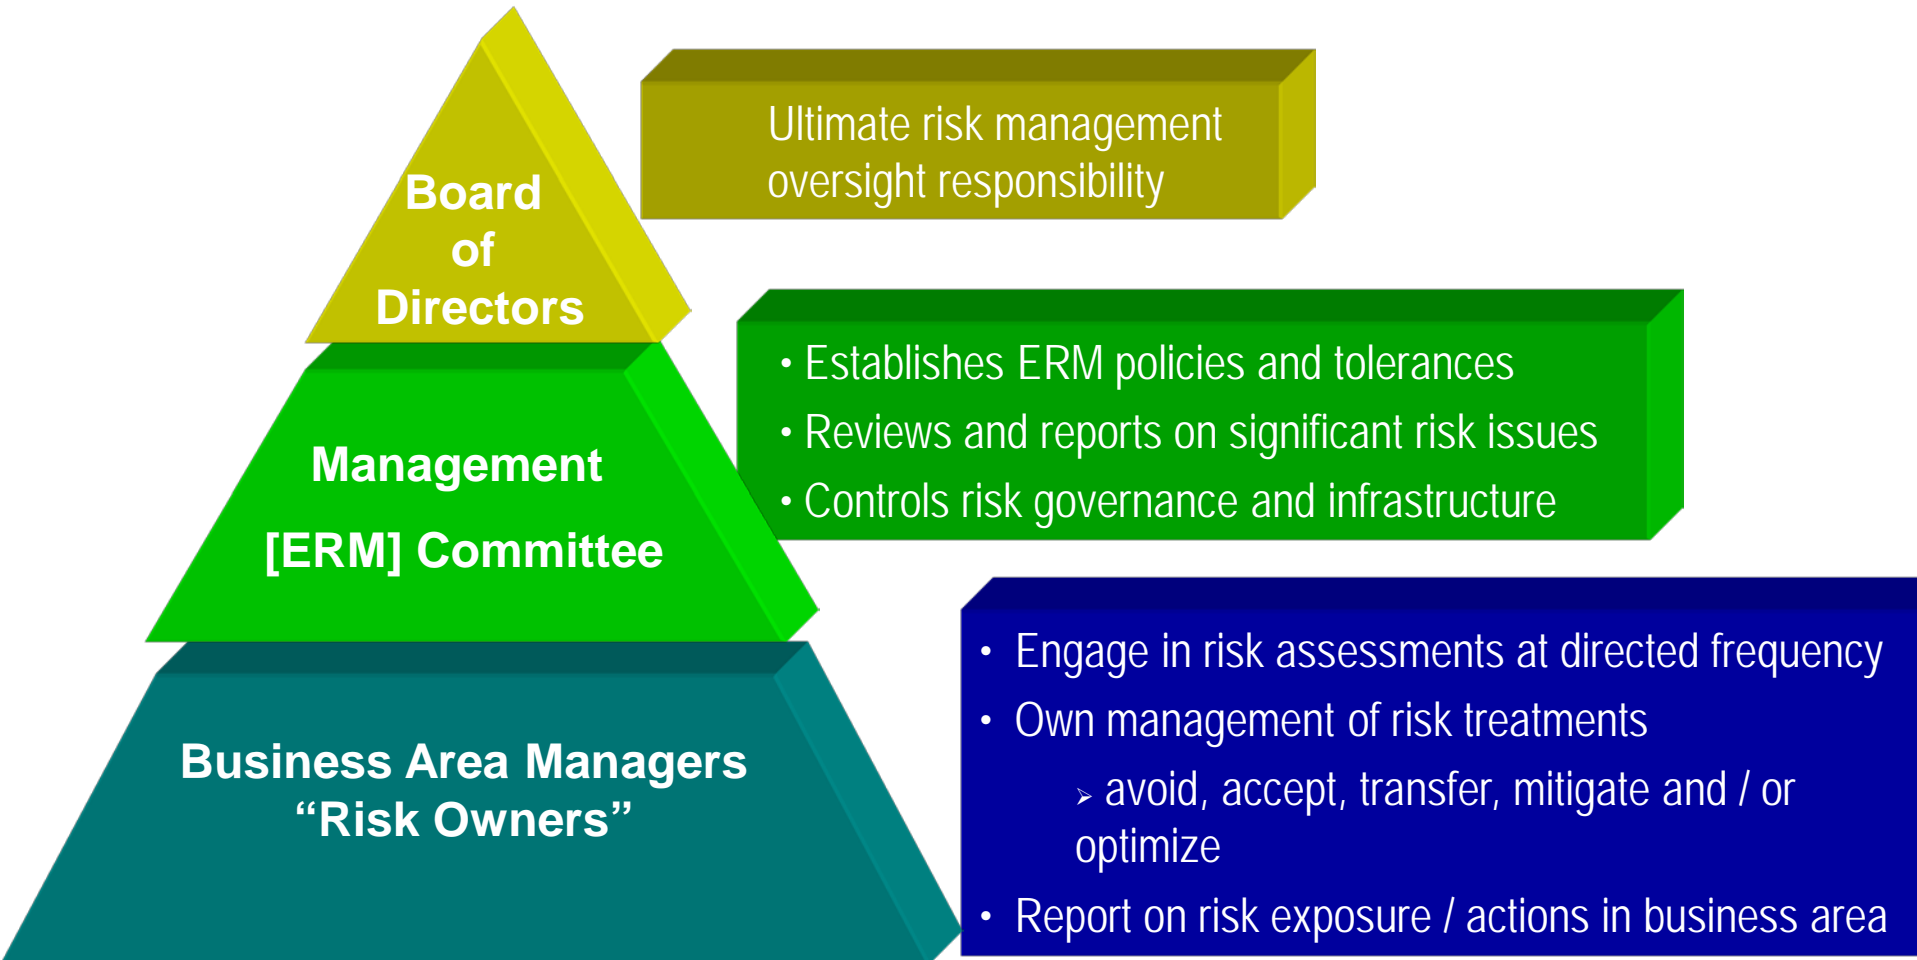 Board
of
Directors
Ultimate risk management
oversight responsibility
Management
[ERM] Committee
• Establishes ERM policies and tolerances
• Reviews and reports on significant risk issues
• Controls risk governance and infrastructure
Business Area Managers
“Risk Owners”
• Engage in risk assessments at directed frequency
• Own management of risk treatments
➢ avoid, accept, transfer, mitigate and / or
optimize
• Report on risk exposure / actions in business area